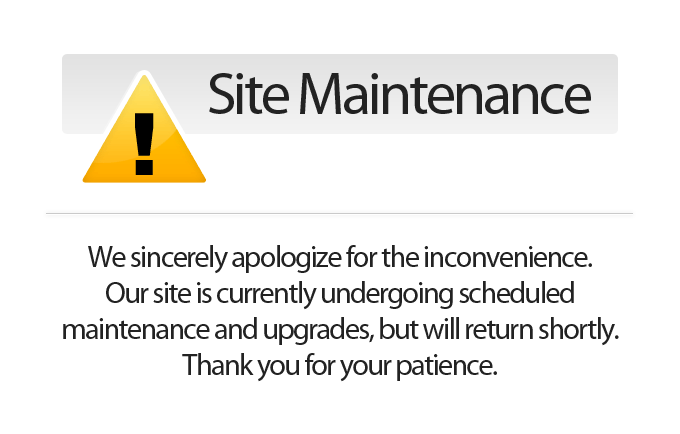 Site Maintenance
We sincerely apologize for the inconvenience.
Our site is currently undergoing scheduled
maintenance and upgrades, but will return shortly.
Thank you for your patience.